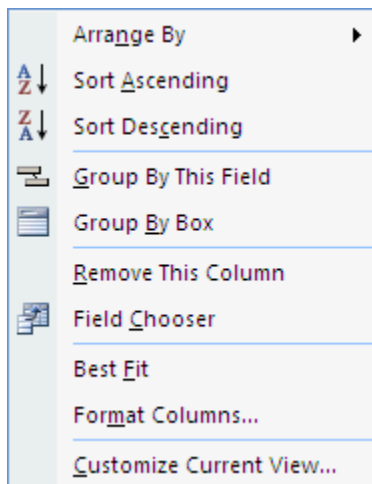 Arrange By
Sort Ascending
Sort Descending
Group By This Field
Group By Box
Remove This Column
Field Chooser
Best Fit
Format Columns...
Customize Current View...